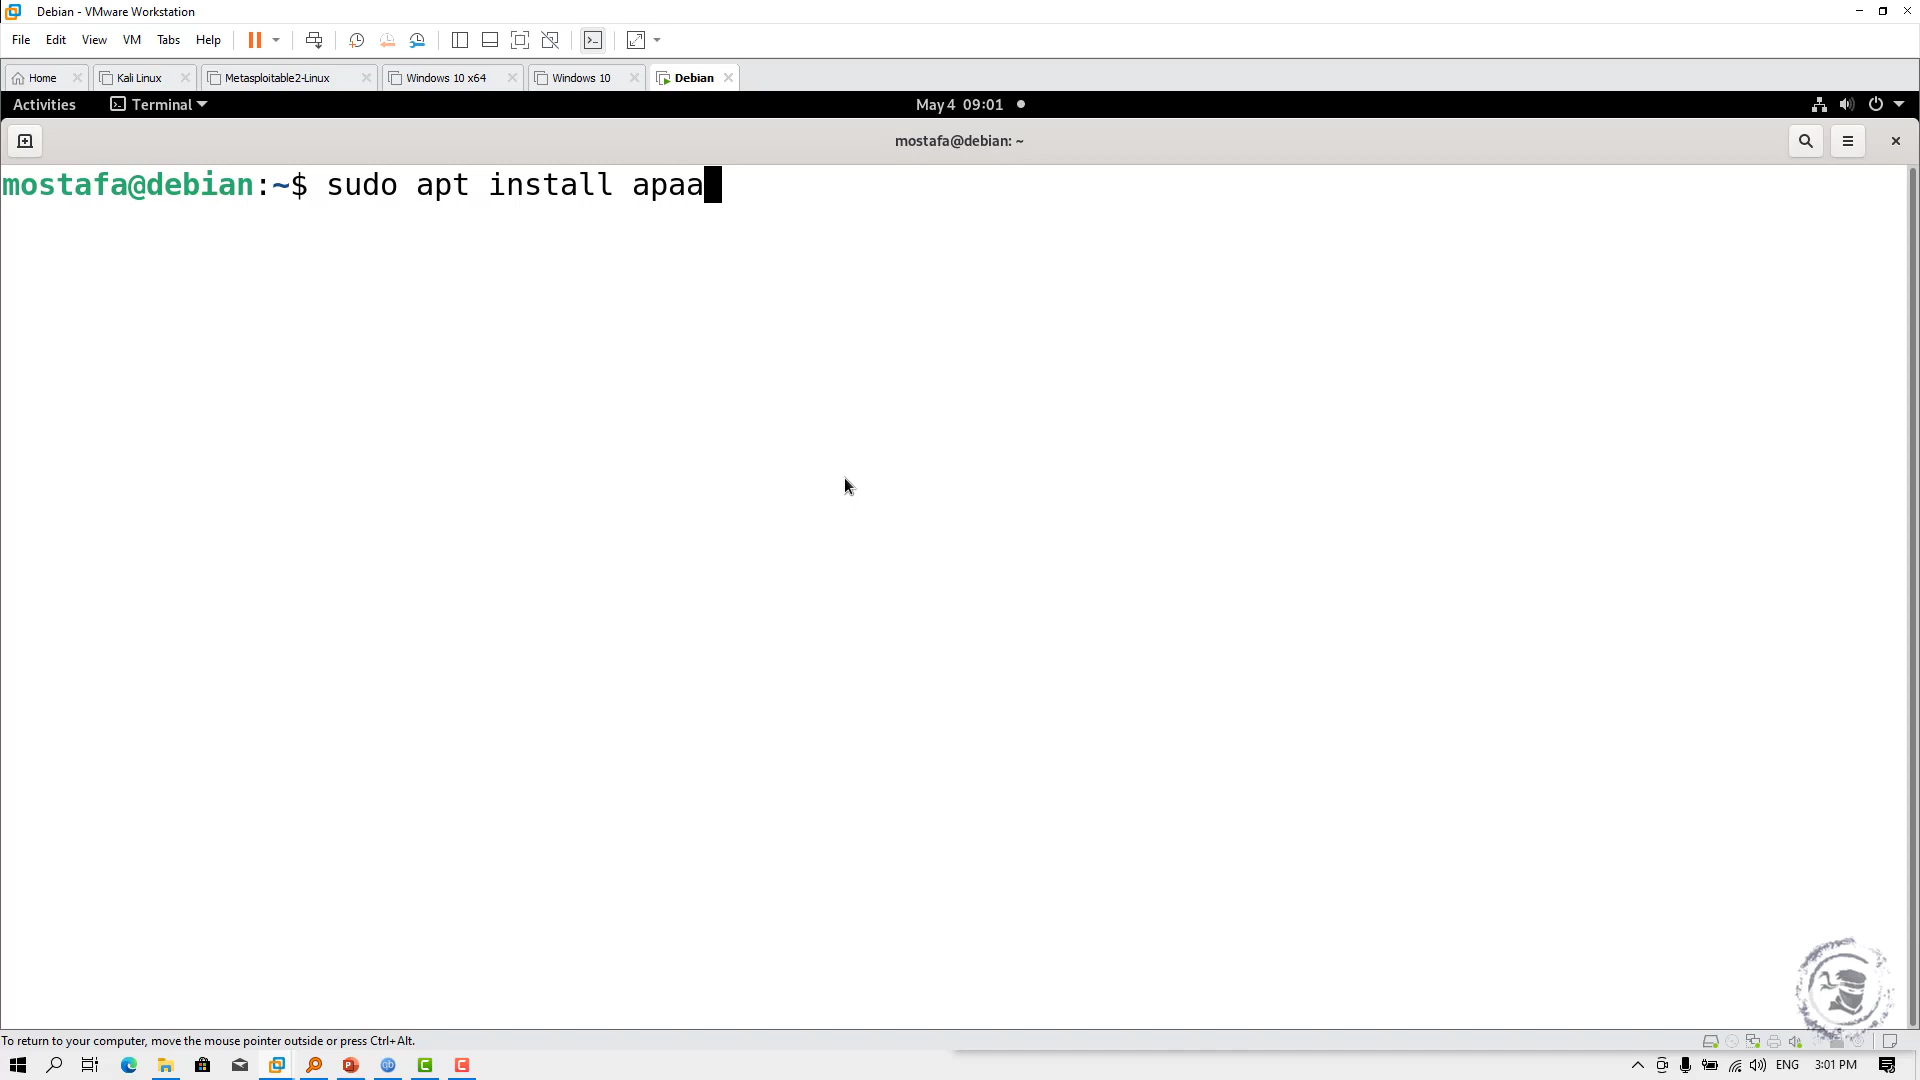 Debian - VMware Workstation
File Edit View VM Tabs Help
Home Kali Linux Metasploitable2-Linux Windows 10 x64 Windows 10 Debian
Activities Terminal May 4 09:01
mostafa@debian: ~
mostafa@debian:~$ sudo apt install apaa
To return to your computer, move the mouse pointer outside or press Ctrl+Alt.
ENG 3:01 PM